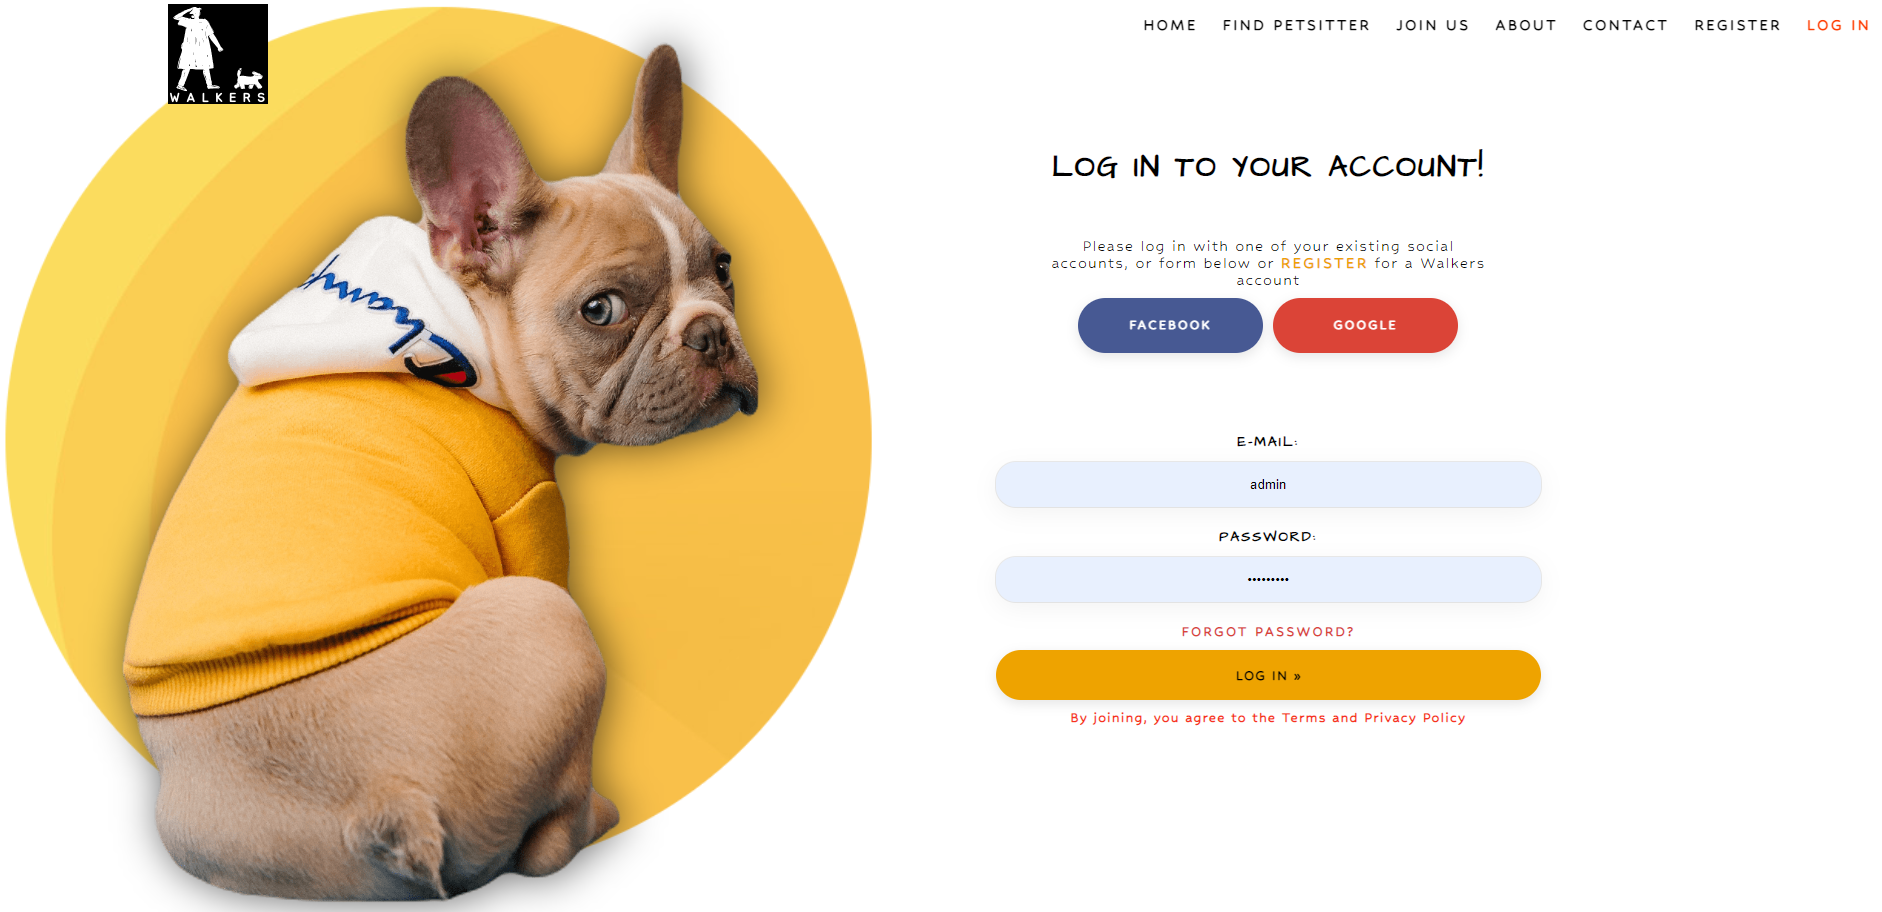 WALKERS
HOME FIND PETSITTER JOIN US ABOUT CONTACT REGISTER LOG IN
LOG IN TO YOUR ACCOUNT!
Please log in with one of your existing social
accounts, or form below or REGISTER for a Walkers
account
FACEBOOK GOOGLE
E-MAIL:
admin
PASSWORD:
•••••••••
FORGOT PASSWORD?
LOG IN »
By joining, you agree to the Terms and Privacy Policy